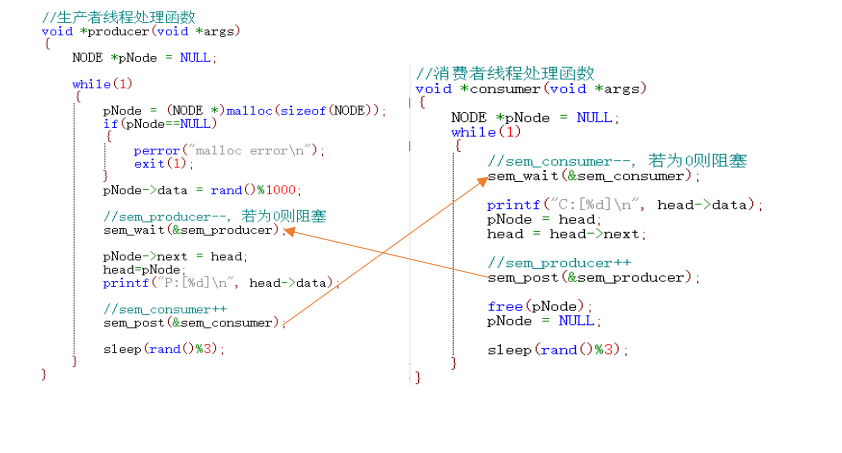 //生产者线程处理函数
void *producer(void *args)
{
NODE *pNode = NULL;
while(1)
{
pNode = (NODE *)malloc(sizeof(NODE));
if(pNode==NULL)
{
perror("malloc error\n");
exit(1);
}
pNode->data = rand()%1000;
//sem_producer--, 若为0则阻塞
sem_wait(&sem_producer);
pNode->next = head;
head=pNode;
printf("P:[%d]\n", head->data);
//sem_consumer++
sem_post(&sem_consumer);
sleep(rand()%3);
}
}
//消费者线程处理函数
void *consumer(void *args)
{
NODE *pNode = NULL;
while(1)
{
//sem_consumer--, 若为0则阻塞
sem_wait(&sem_consumer);
printf("C:[%d]\n", head->data);
pNode = head;
head = head->next;
//sem_producer++
sem_post(&sem_producer);
free(pNode);
pNode = NULL;
sleep(rand()%3);
}
}